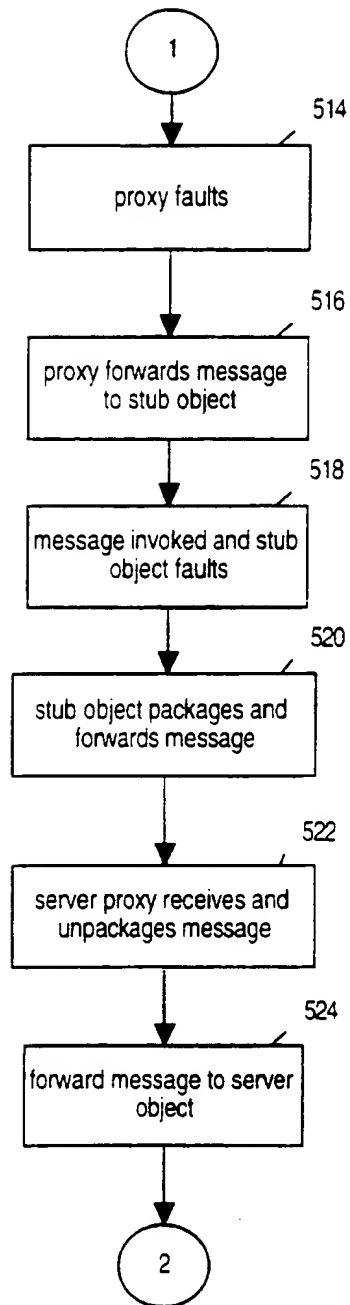 1
514
proxy faults
516
proxy forwards message
to stub object
518
message invoked and stub
object faults
520
stub object packages and
forwards message
522
server proxy receives and
unpackages message
524
forward message to server
object
2